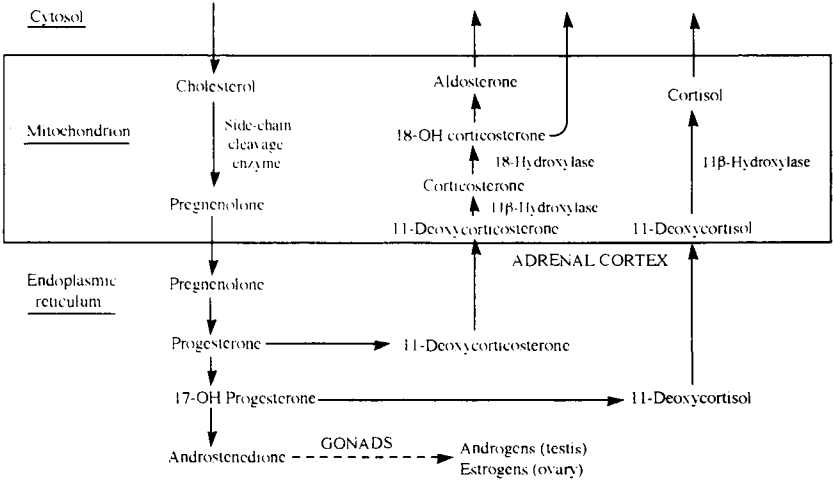 Cytosol
Cholesterol
Aldosterone
Cortisol
Mitochondrion
Side-chain
cleavage
enzyme
18-OH corticosterone
18-Hydroxylase
11β-Hydroxylase
Corticosterone
11β-Hydroxylase
Pregnenolone
11-Deoxycorticosterone
11-Deoxycortisol
ADRENAL CORTEX
Endoplasmic
reticulum
Pregnenolone
Progesterone
11-Deoxycorticosterone
17-OH Progesterone
11-Deoxycortisol
Androstenedione
GONADS
Androgens (testis)
Estrogens (ovary)